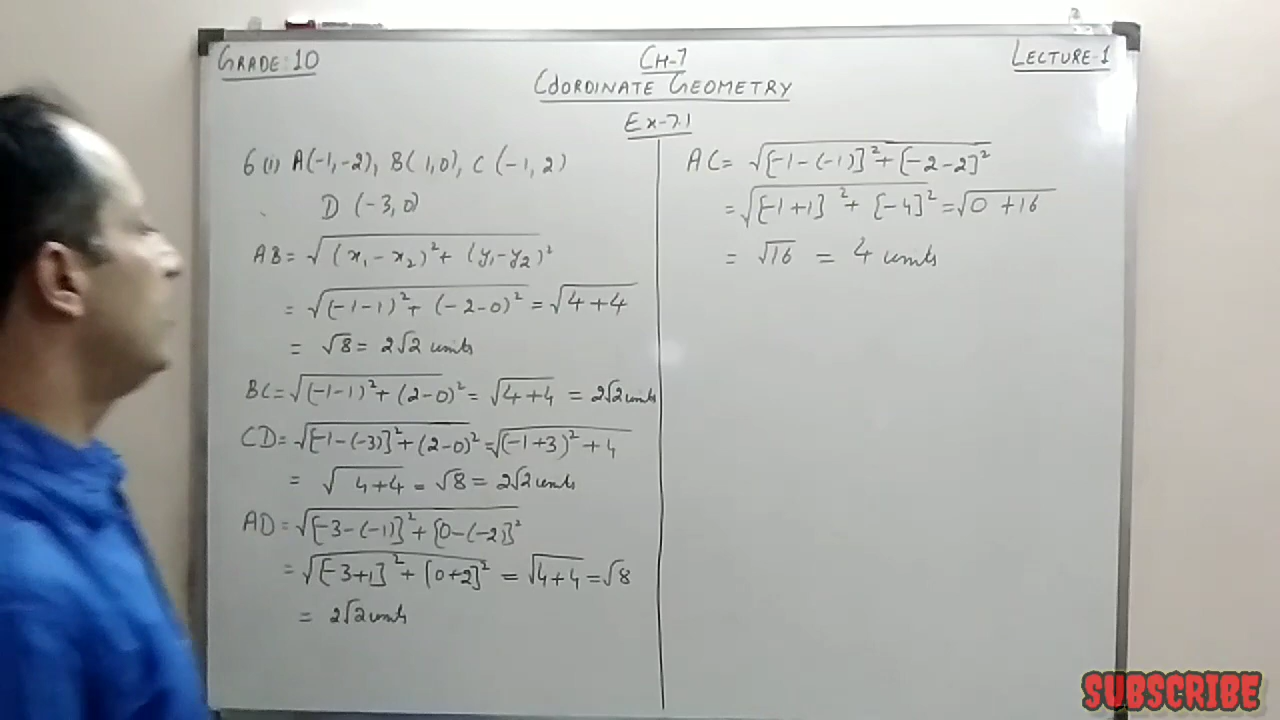 GRADE: 10
CH-7
LECTURE-1
COORDINATE GEOMETRY
Ex-7.1
6 (i) A(-1,-2), B(1,0), C(-1,2)
D (-3,0)
AB = √(x₁-x₂)²+(y₁-y₂)²
= √(-1-1)²+(-2-0)² = √4+4
= √8 = 2√2 units
BC = √(-1-1)²+(2-0)² = √4+4 = 2√2 units
CD = √[-1-(-3)]²+(2-0)² = √(-1+3)²+4
= √4+4 = √8 = 2√2 units
AD = √[-3-(-1)]²+[0-(-2)]²
= √[-3+1]²+[0+2]² = √4+4 = √8
= 2√2 units
AC = √[-1-(-1)]²+[-2-2]²
= √[-1+1]²+[-4]² = √0+16
= √16 = 4 units
SUBSCRIBE